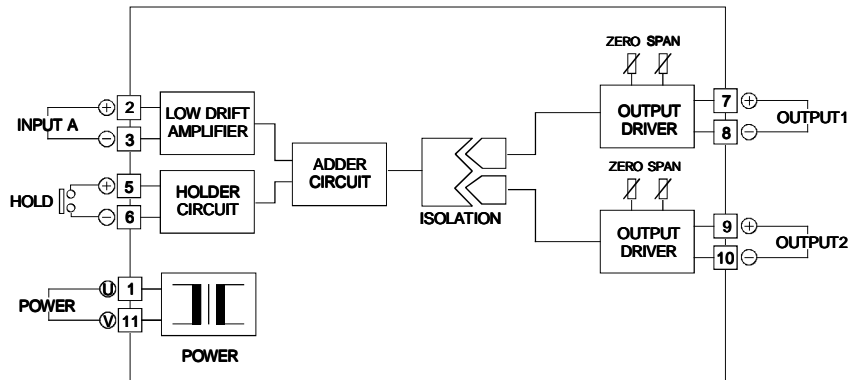 ZERO SPAN
INPUT A
+ 2
− 3
LOW DRIFT
AMPLIFIER
OUTPUT
DRIVER
7 +
8 −
OUTPUT1
HOLD
+ 5
− 6
HOLDER
CIRCUIT
ADDER
CIRCUIT
ISOLATION
ZERO SPAN
OUTPUT
DRIVER
9 +
10 −
OUTPUT2
POWER
U 1
V 11
POWER